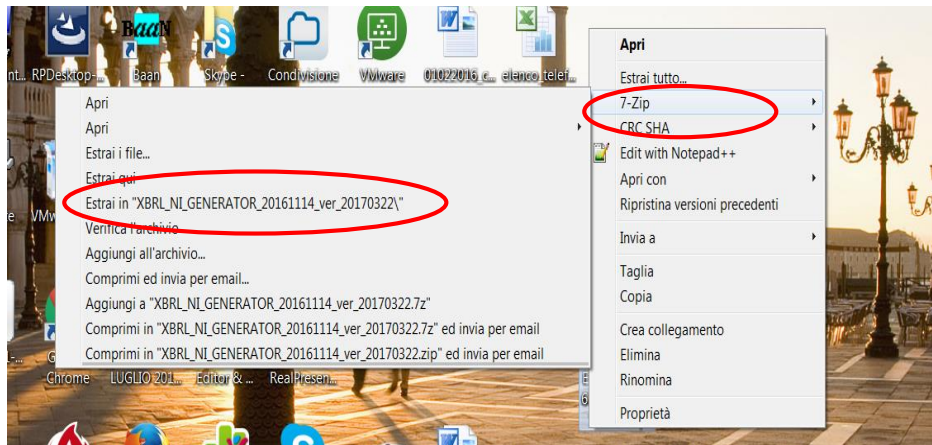 BaaN
RPDesktop-...
Baan
Skype -
Condivisione
VMware
01022016_c...
elenco_telef...
Apri
Estrai tutto...
7-Zip
CRC SHA
Edit with Notepad++
Apri con
Ripristina versioni precedenti
Invia a
Taglia
Copia
Crea collegamento
Elimina
Rinomina
Proprietà
Apri
Apri
Estrai i file...
Estrai qui
Estrai in "XBRL_NI_GENERATOR_20161114_ver_20170322\"
Verifica l'archivio
Aggiungi all'archivio...
Comprimi ed invia per email...
Aggiungi a "XBRL_NI_GENERATOR_20161114_ver_20170322.7z"
Comprimi in "XBRL_NI_GENERATOR_20161114_ver_20170322.7z" ed invia per email
Comprimi in "XBRL_NI_GENERATOR_20161114_ver_20170322.zip" ed invia per email
Chrome
LUGLIO 201...
Editor & ...
RealPresen...